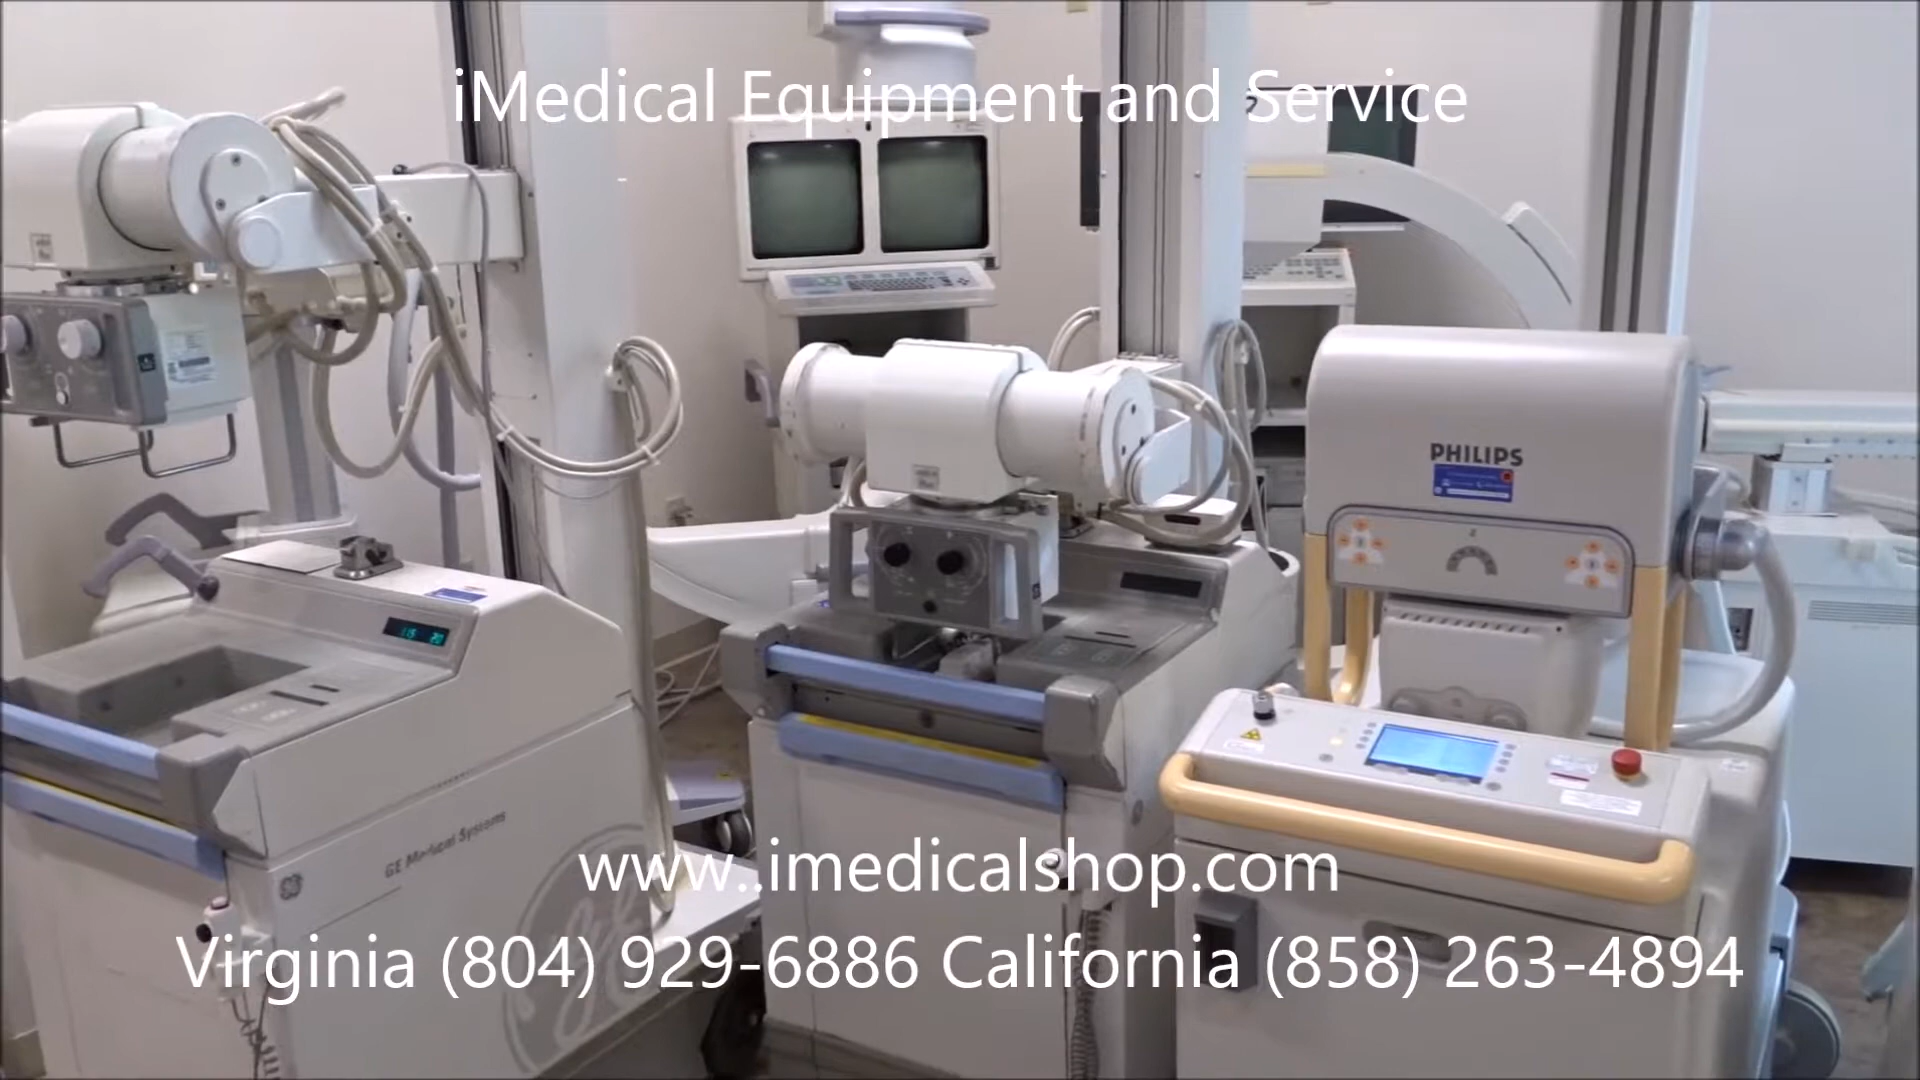 iMedical Equipment and Service
PHILIPS
GE Medical Systems
www..imedicalshop.com
Virginia (804) 929-6886 California (858) 263-4894